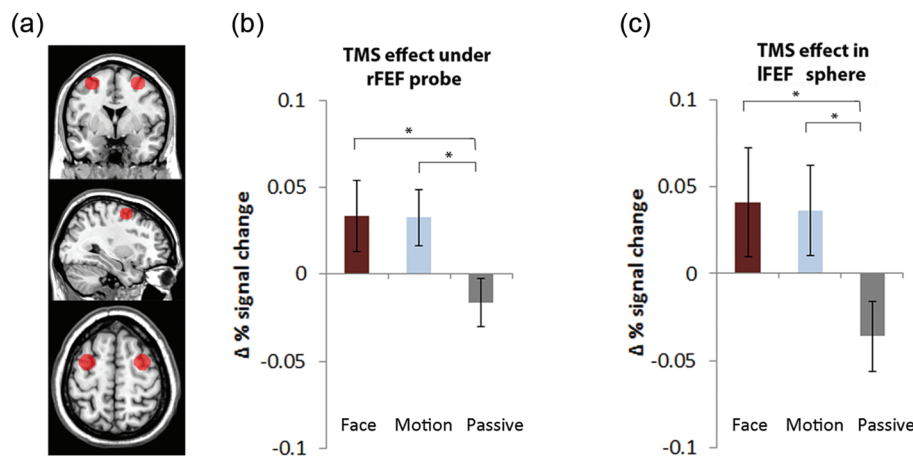 (a)
(b)
TMS effect under
rFEF probe
0.1
0.05
0
-0.05
-0.1
Δ % signal change
*
*
Face Motion Passive
(c)
TMS effect in
lFEF sphere
0.1
0.05
0
-0.05
-0.1
Δ % signal change
*
*
Face Motion Passive